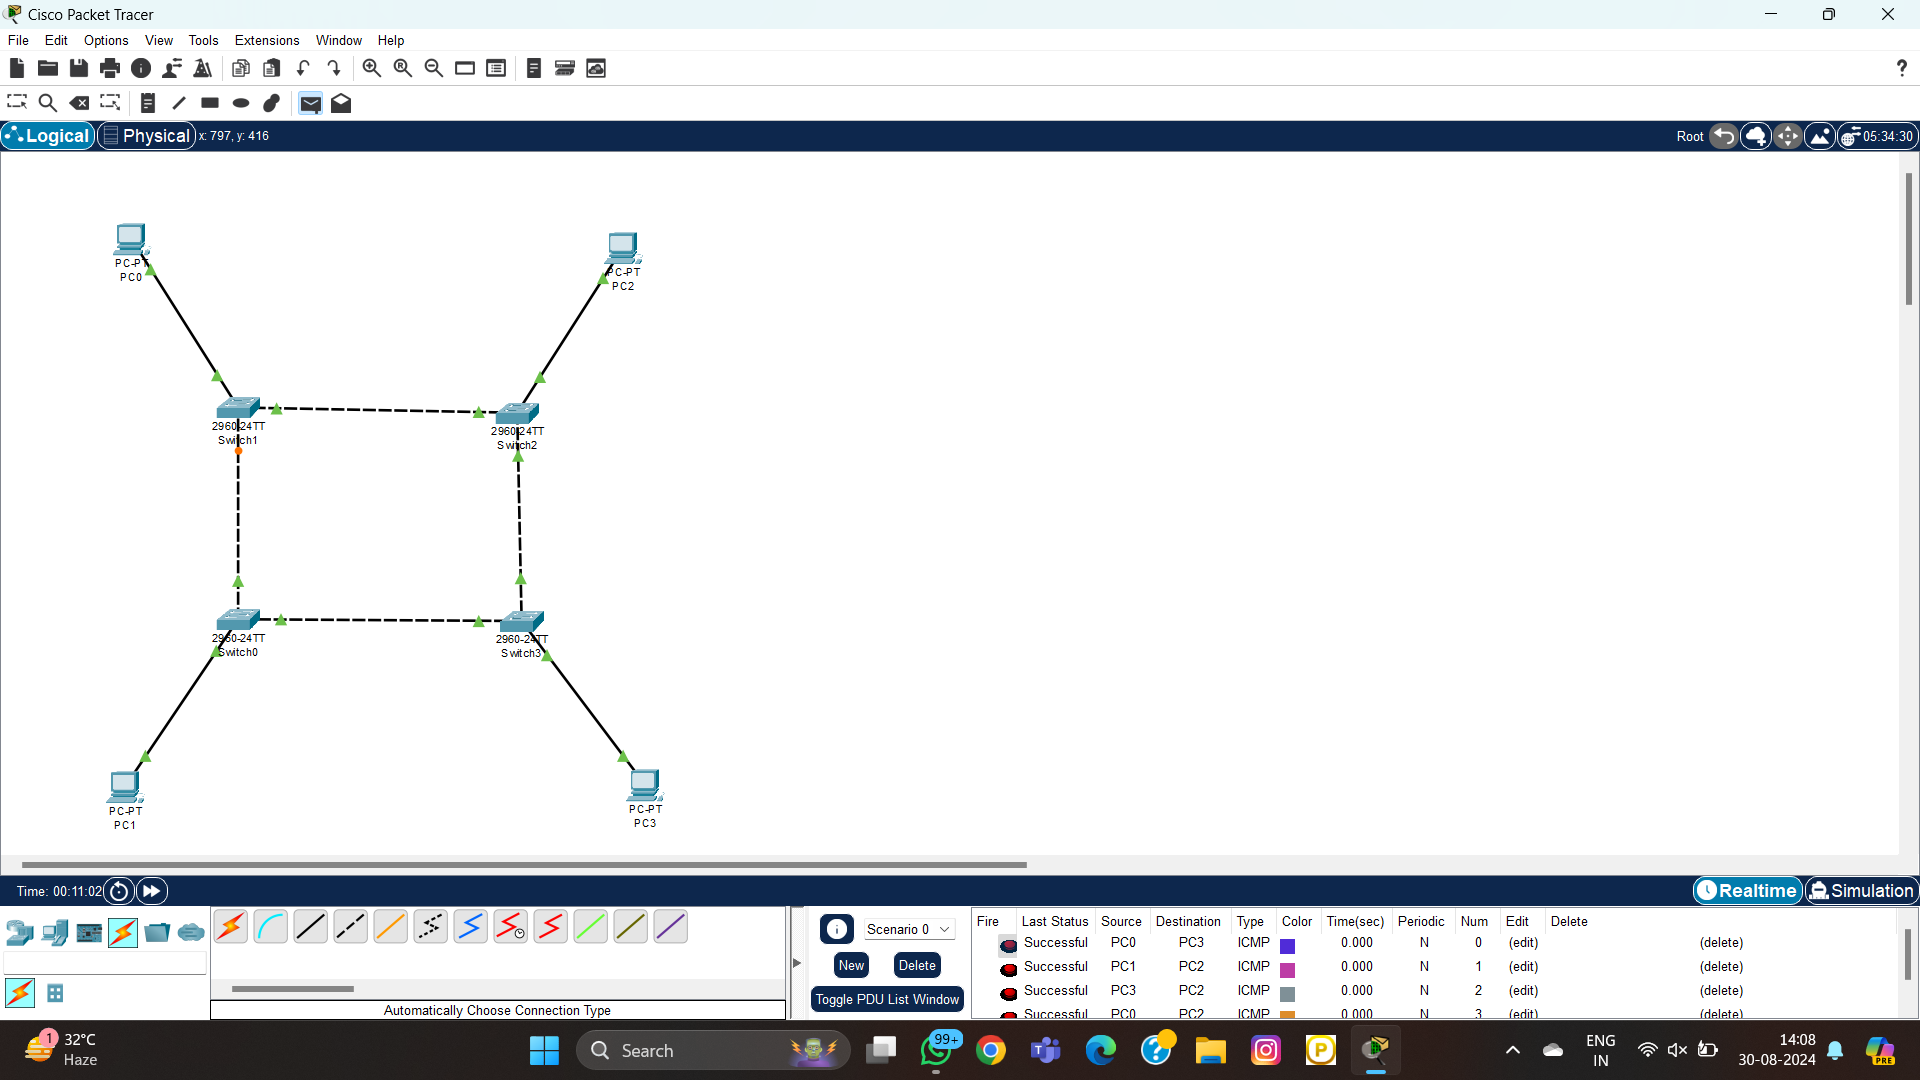 Cisco Packet Tracer
File Edit Options View Tools Extensions Window Help
?
Logical Physical x: 797, y: 416 Root 05:34:30
PC-PT
PC0
PC-PT
PC2
2960-24TT
Switch1
2960-24TT
Switch2
2960-24TT
Switch0
2960-24TT
Switch3
PC-PT
PC1
PC-PT
PC3
Time: 00:11:02 Realtime Simulation
Scenario 0
New Delete
Toggle PDU List Window
Automatically Choose Connection Type
Fire Last Status Source Destination Type Color Time(sec) Periodic Num Edit Delete
Successful PC0 PC3 ICMP 0.000 N 0 (edit) (delete)
Successful PC1 PC2 ICMP 0.000 N 1 (edit) (delete)
Successful PC3 PC2 ICMP 0.000 N 2 (edit) (delete)
Successful PC0 PC2 ICMP 0.000 N 3 (edit) (delete)
1
32°C
Haze
Search
99+
ENG
IN
14:08
30-08-2024
PRE